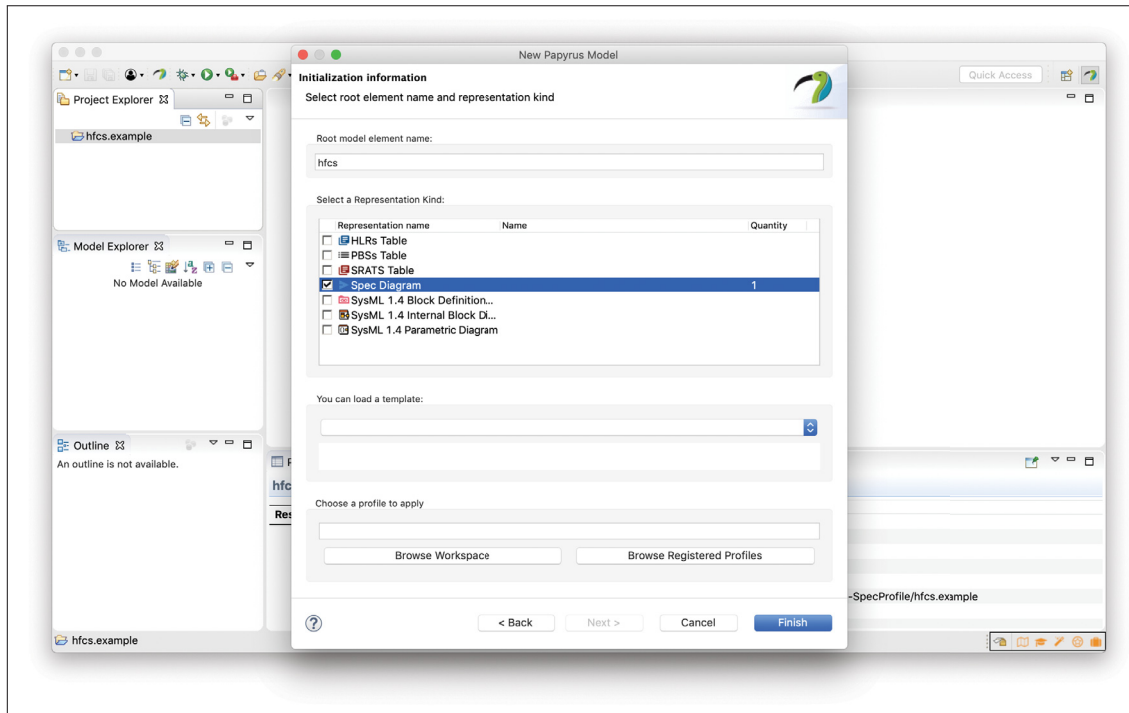 New Papyrus Model
Quick Access
Project Explorer
hfcs.example
Initialization information
Select root element name and representation kind
Root model element name:
hfcs
Select a Representation Kind:
Representation name Name Quantity
HLRs Table
PBSs Table
SRATS Table
Spec Diagram 1
SysML 1.4 Block Definition...
SysML 1.4 Internal Block Di...
SysML 1.4 Parametric Diagram
Model Explorer
No Model Available
You can load a template:
Outline
An outline is not available.
hfc
Res
Choose a profile to apply
Browse Workspace Browse Registered Profiles
-SpecProfile/hfcs.example
? < Back Next > Cancel Finish
hfcs.example